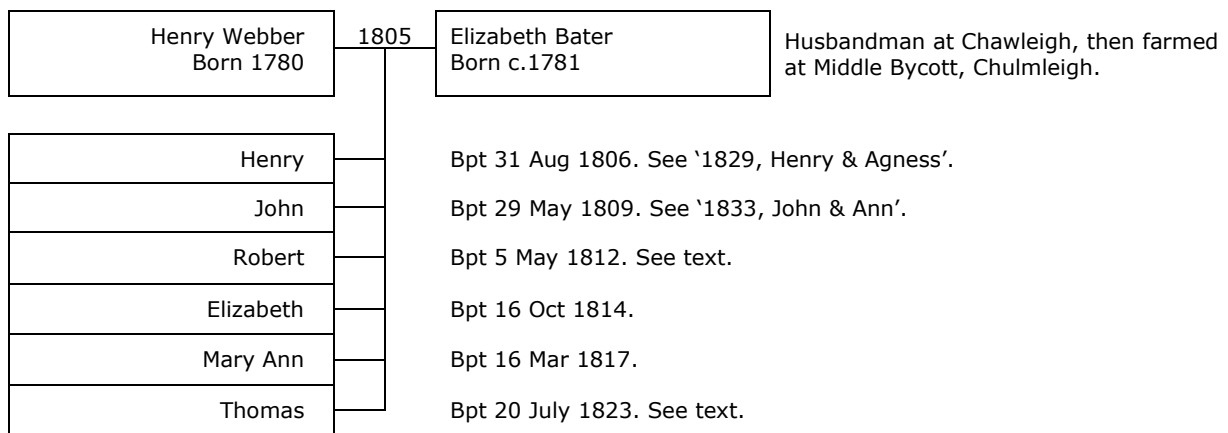 Henry Webber
Born 1780
1805
Elizabeth Bater
Born c.1781
Husbandman at Chawleigh, then farmed
at Middle Bycott, Chulmleigh.
Henry
Bpt 31 Aug 1806. See ‘1829, Henry & Agness’.
John
Bpt 29 May 1809. See ‘1833, John & Ann’.
Robert
Bpt 5 May 1812. See text.
Elizabeth
Bpt 16 Oct 1814.
Mary Ann
Bpt 16 Mar 1817.
Thomas
Bpt 20 July 1823. See text.